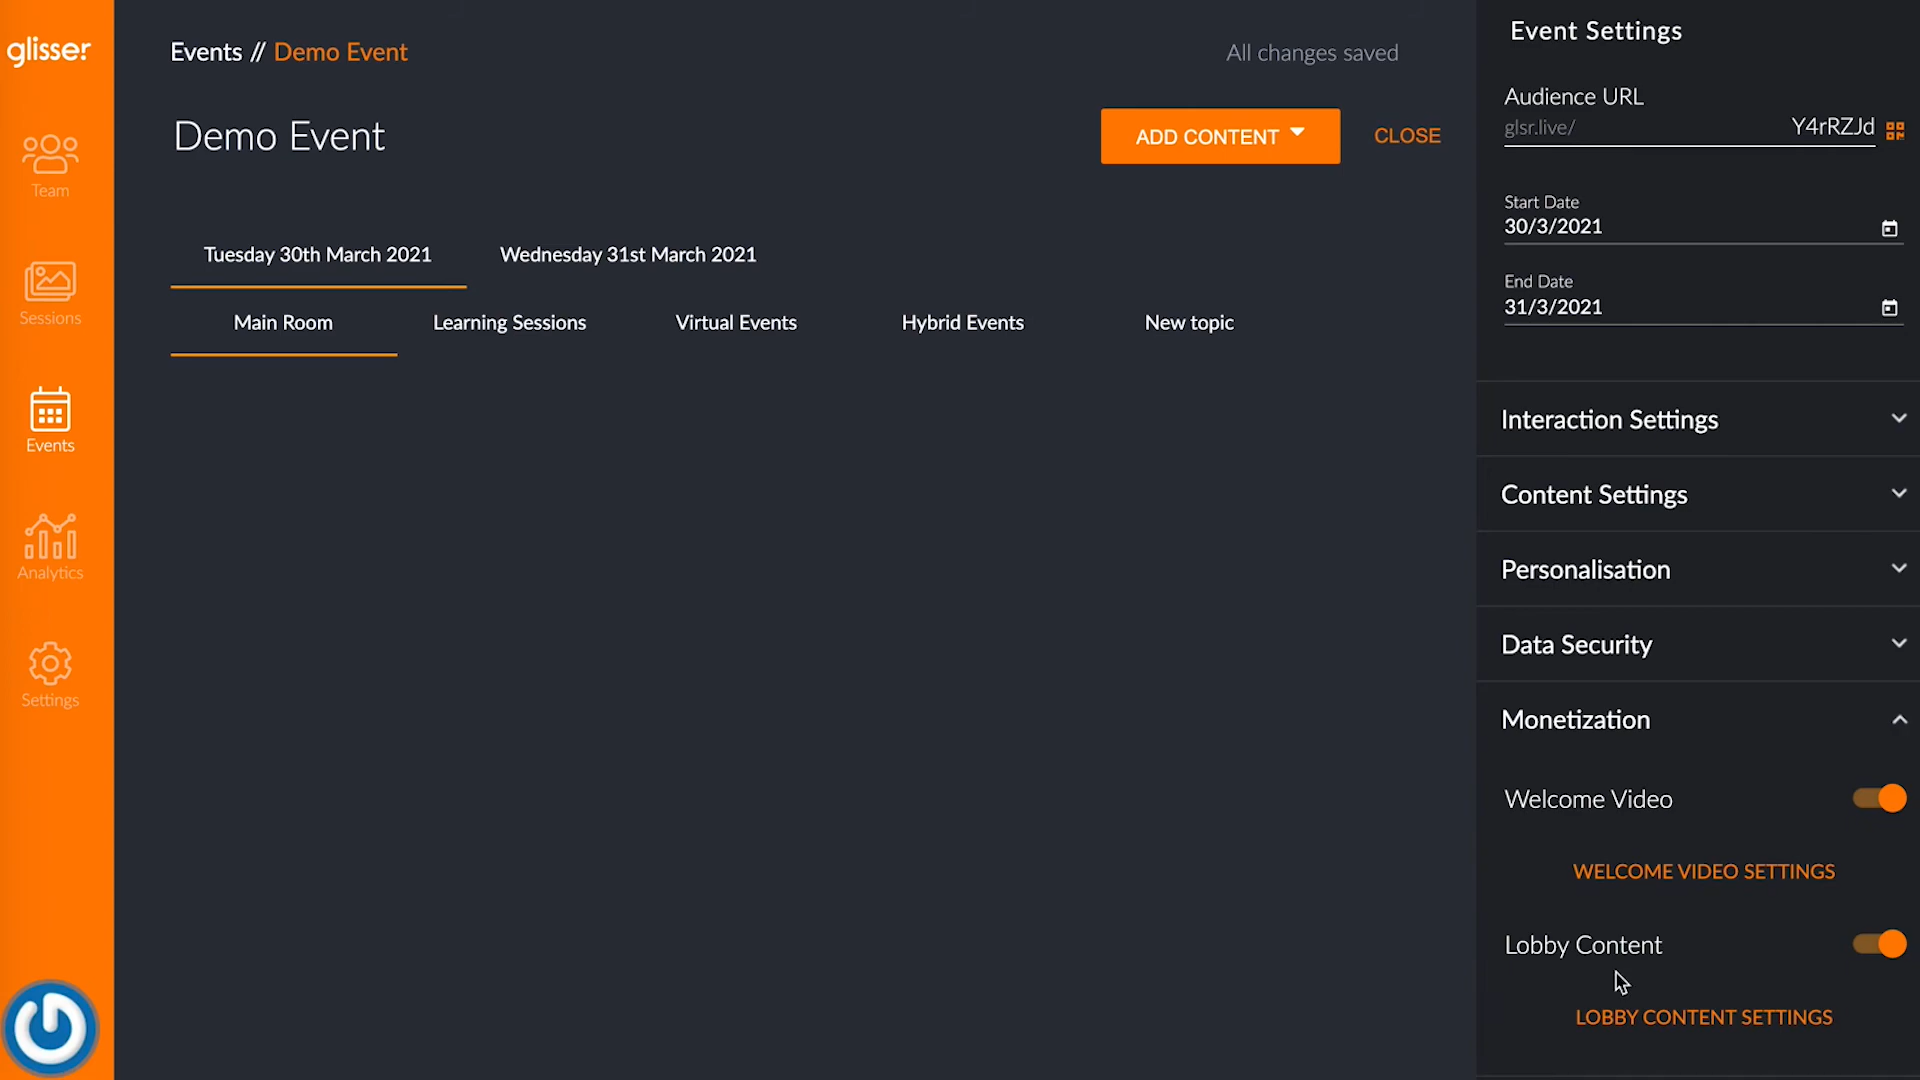 glisser
Team
Sessions
Events
Analytics
Settings
Events // Demo Event
All changes saved
Demo Event
ADD CONTENT
CLOSE
Tuesday 30th March 2021
Wednesday 31st March 2021
Main Room
Learning Sessions
Virtual Events
Hybrid Events
New topic
Event Settings
Audience URL
glsr.live/ Y4rRZJd
Start Date
30/3/2021
End Date
31/3/2021
Interaction Settings
Content Settings
Personalisation
Data Security
Monetization
Welcome Video
WELCOME VIDEO SETTINGS
Lobby Content
LOBBY CONTENT SETTINGS